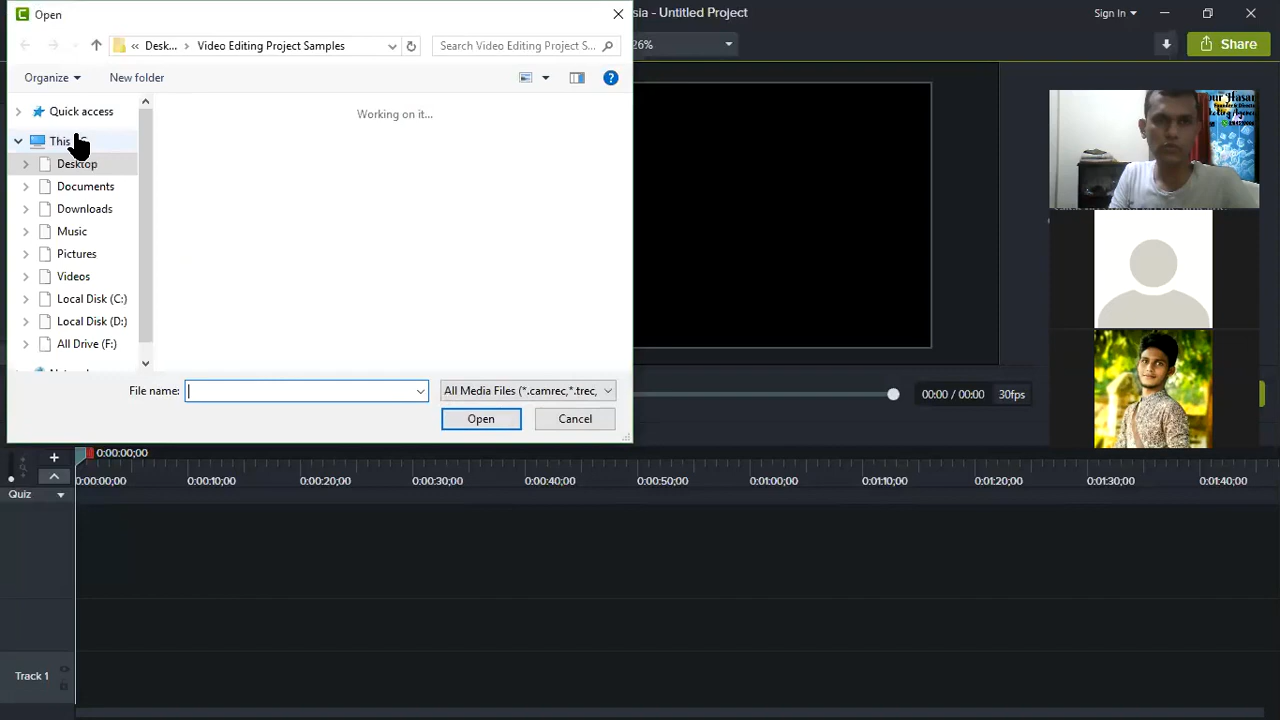 Open
sia - Untitled Project
Sign In
Desk...
Video Editing Project Samples
Search Video Editing Project S...
26%
Share
Organize
New folder
Quick access
This
Desktop
Documents
Downloads
Music
Pictures
Videos
Local Disk (C:)
Local Disk (D:)
All Drive (F:)
Working on it...
File name:
All Media Files (*.camrec,*.trec,
Open
Cancel
00:00 / 00:00
30fps
0:00:00;00
0:00:00;00
0:00:10;00
0:00:20;00
0:00:30;00
0:00:40;00
0:00:50;00
0:01:00;00
0:01:10;00
0:01:20;00
0:01:30;00
0:01:40;00
Quiz
Track 1